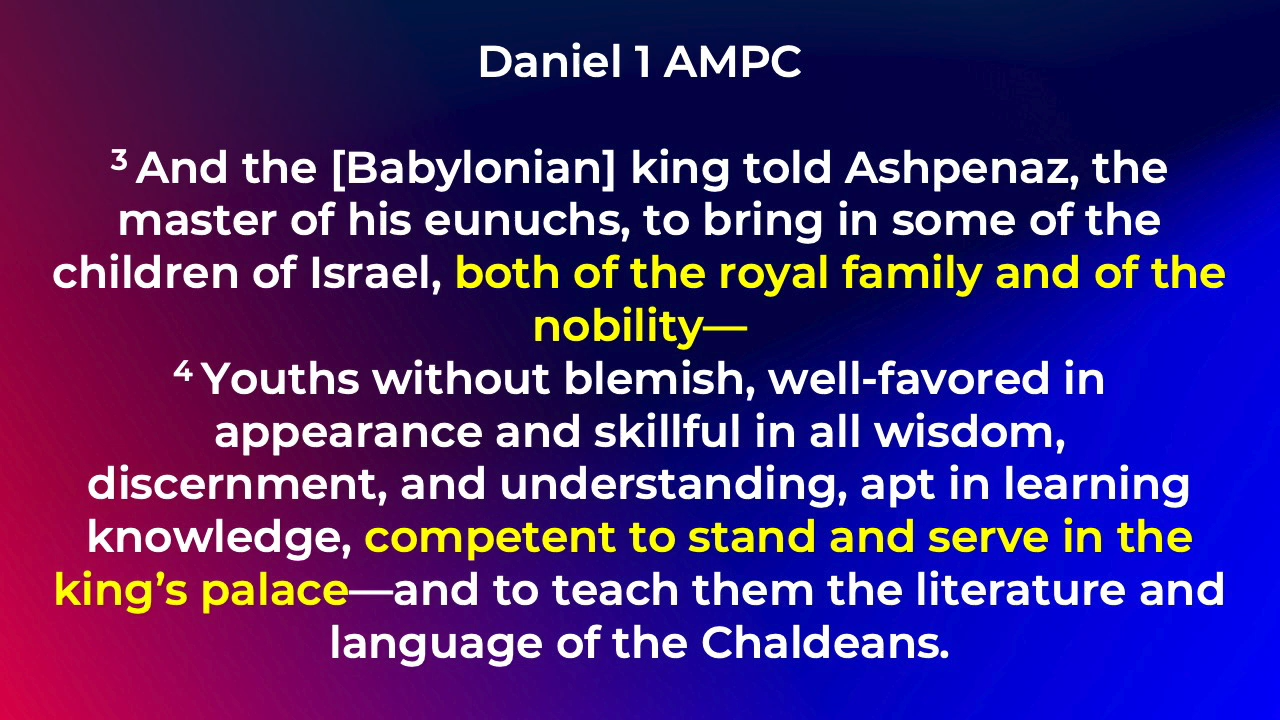 Daniel 1 AMPC
³ And the [Babylonian] king told Ashpenaz, the
master of his eunuchs, to bring in some of the
children of Israel, both of the royal family and of the
nobility—
⁴ Youths without blemish, well-favored in
appearance and skillful in all wisdom,
discernment, and understanding, apt in learning
knowledge, competent to stand and serve in the
king’s palace—and to teach them the literature and
language of the Chaldeans.